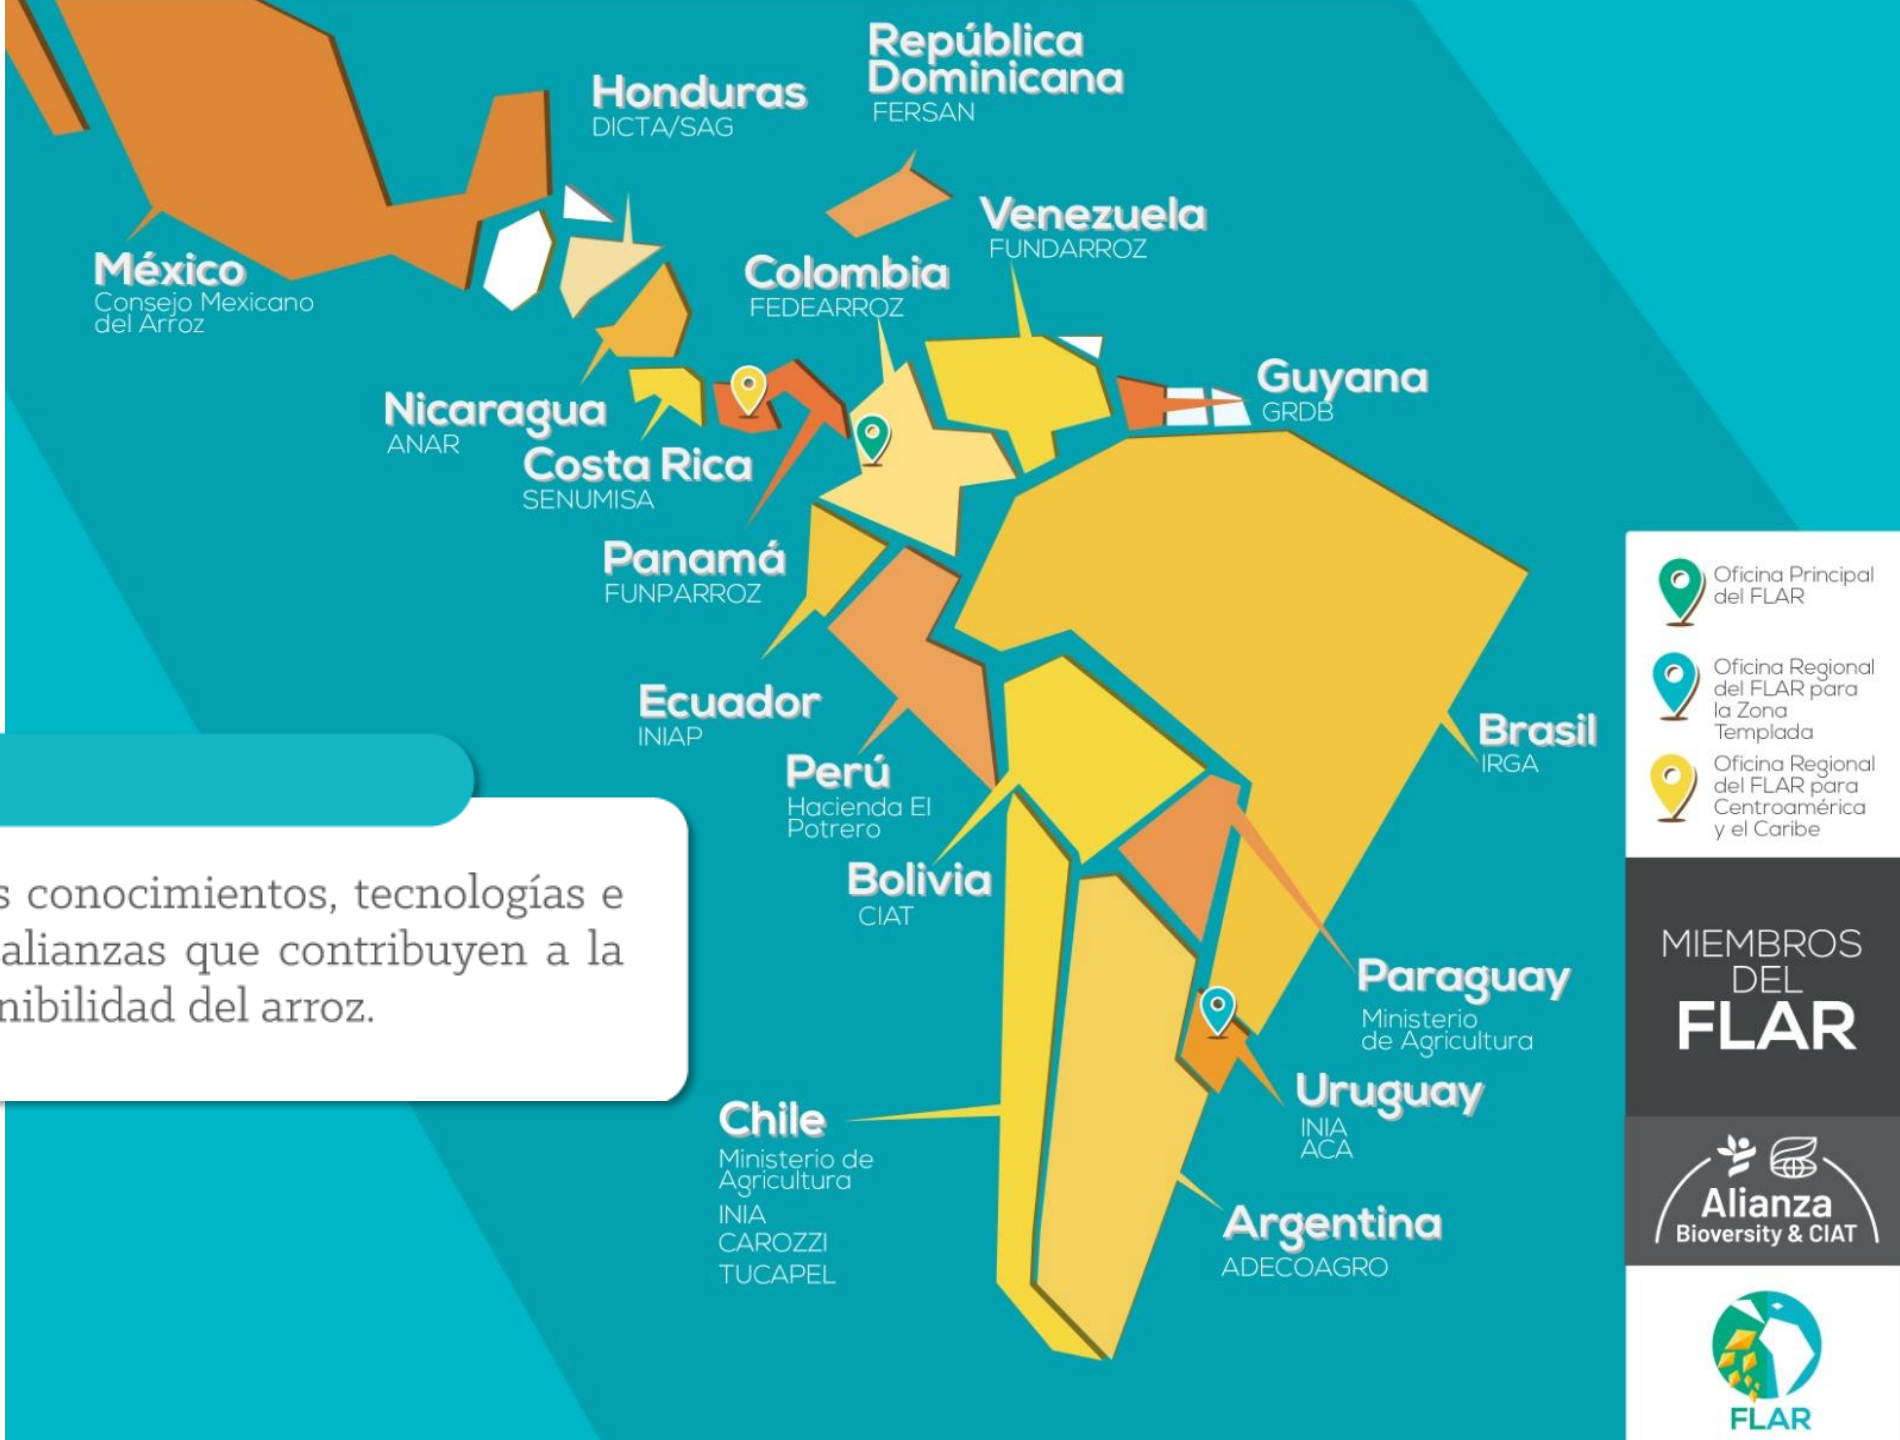 República
Dominicana
FERSAN
Honduras
DICTA/SAG
Venezuela
FUNDARROZ
México
Consejo Mexicano
del Arroz
Colombia
FEDEARROZ
Guyana
GRDB
Nicaragua
ANAR
Costa Rica
SENUMISA
Panamá
FUNPARROZ
Ecuador
INIAP
Perú
Hacienda El
Potrero
Brasil
IRGA
Bolivia
CIAT
s conocimientos, tecnologías e
alianzas que contribuyen a la
nibilidad del arroz.
Paraguay
Ministerio
de Agricultura
Uruguay
INIA
ACA
Chile
Ministerio de
Agricultura
INIA
CAROZZI
TUCAPEL
Argentina
ADECOAGRO
Oficina Principal
del FLAR
Oficina Regional
del FLAR para
la Zona
Templada
Oficina Regional
del FLAR para
Centroamérica
y el Caribe
MIEMBROS
DEL
FLAR
Alianza
Bioversity & CIAT
FLAR